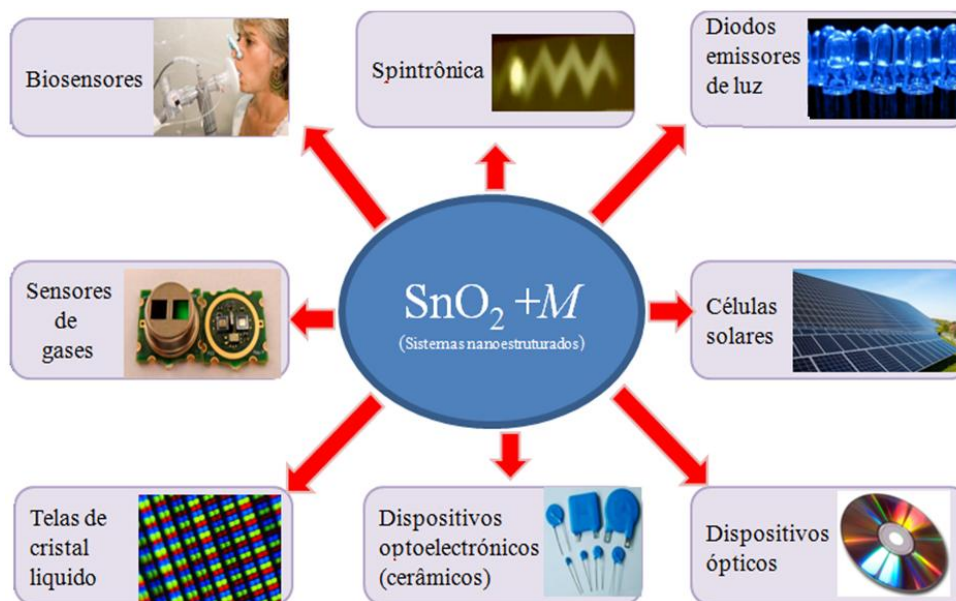 Biosensores
Spintrônica
Diodos
emissores
de luz
Sensores
de
gases
SnO₂ +M
(Sistemas nanoestruturados)
Células
solares
Telas de
cristal
liquido
Dispositivos
optoelectrónicos
(cerâmicos)
Dispositivos
ópticos